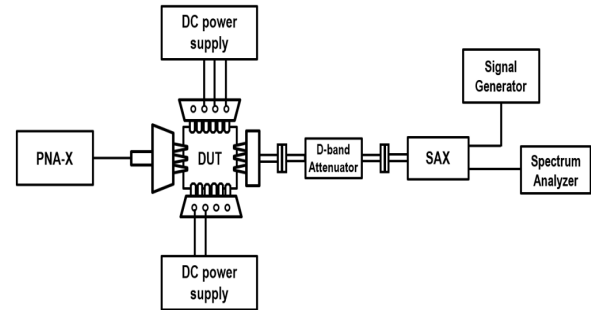 DC power
supply
Signal
Generator
PNA-X
DUT
D-band
Attenuator
SAX
Spectrum
Analyzer
DC power
supply